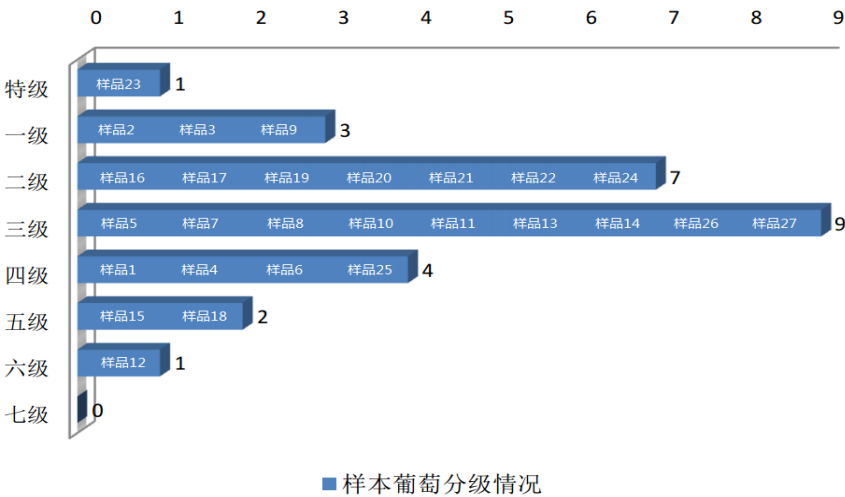 0 1 2 3 4 5 6 7 8 9
特级 样品23 1
一级 样品2 样品3 样品9 3
二级 样品16 样品17 样品19 样品20 样品21 样品22 样品24 7
三级 样品5 样品7 样品8 样品10 样品11 样品13 样品14 样品26 样品27 9
四级 样品1 样品4 样品6 样品25 4
五级 样品15 样品18 2
六级 样品12 1
七级 0
样本葡萄分级情况